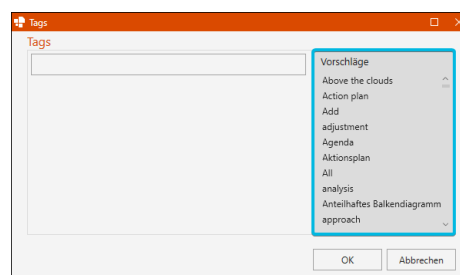 Tags
Tags
Vorschläge
Above the clouds
Action plan
Add
adjustment
Agenda
Aktionsplan
All
analysis
Anteilhaftes Balkendiagramm
approach
OK
Abbrechen